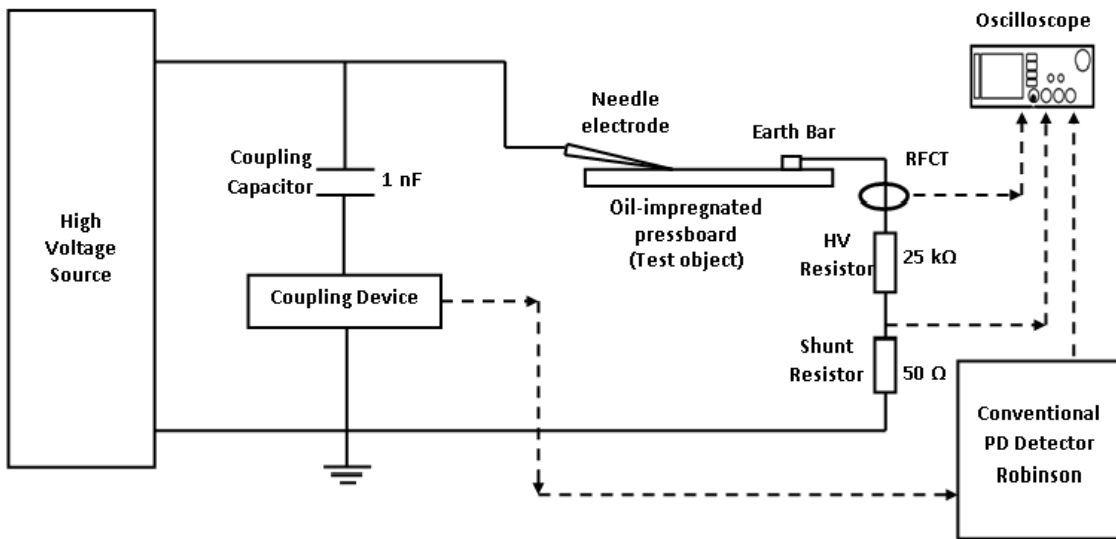 Oscilloscope
Needle
electrode
Earth Bar
RFCT
Coupling
Capacitor
1 nF
High
Voltage
Source
Oil-impregnated
pressboard
(Test object)
HV
Resistor
25 kΩ
Coupling Device
Shunt
Resistor
50 Ω
Conventional
PD Detector
Robinson